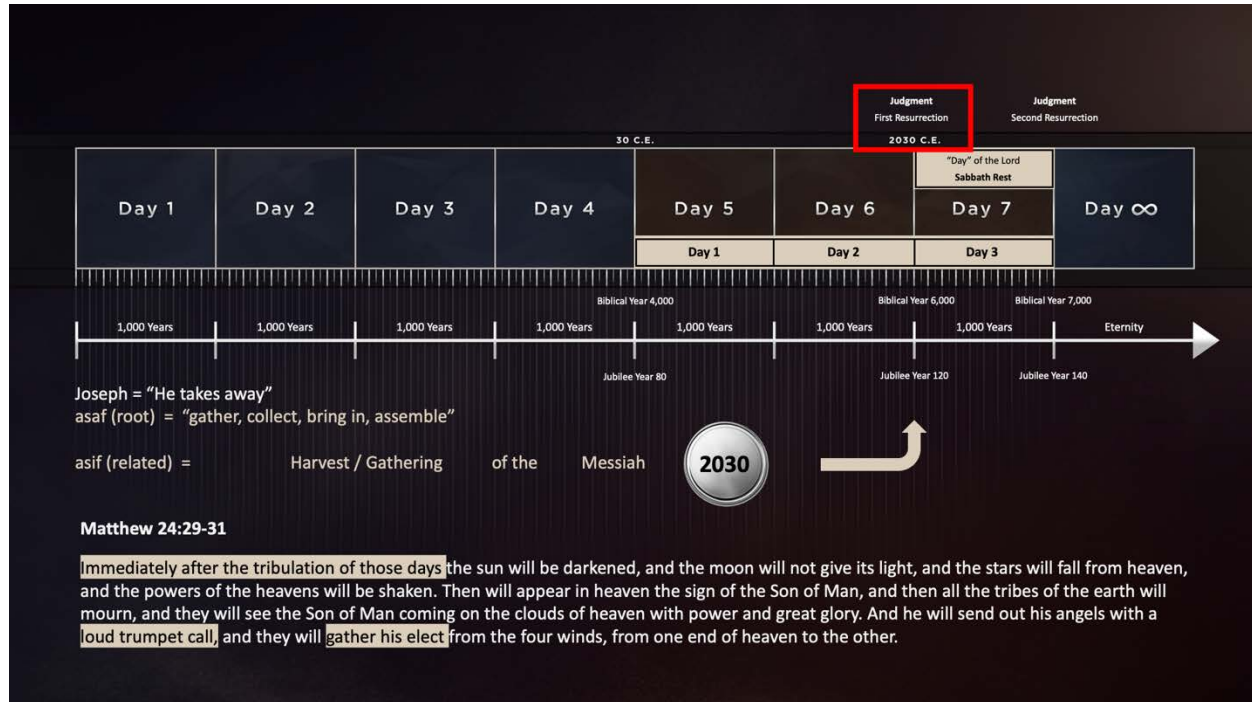 Judgment
First Resurrection
Judgment
Second Resurrection
30 C.E.
2030 C.E.
"Day" of the Lord
Sabbath Rest
Day 1
Day 2
Day 3
Day 4
Day 5
Day 6
Day 7
Day ∞
Day 1
Day 2
Day 3
Biblical Year 4,000
Biblical Year 6,000
Biblical Year 7,000
1,000 Years
1,000 Years
1,000 Years
1,000 Years
1,000 Years
1,000 Years
1,000 Years
Eternity
Jubilee Year 80
Jubilee Year 120
Jubilee Year 140
Joseph = "He takes away"
asaf (root) = "gather, collect, bring in, assemble"
asif (related) = Harvest / Gathering of the Messiah
2030
Matthew 24:29-31
Immediately after the tribulation of those days the sun will be darkened, and the moon will not give its light, and the stars will fall from heaven,
and the powers of the heavens will be shaken. Then will appear in heaven the sign of the Son of Man, and then all the tribes of the earth will
mourn, and they will see the Son of Man coming on the clouds of heaven with power and great glory. And he will send out his angels with a
loud trumpet call, and they will gather his elect from the four winds, from one end of heaven to the other.